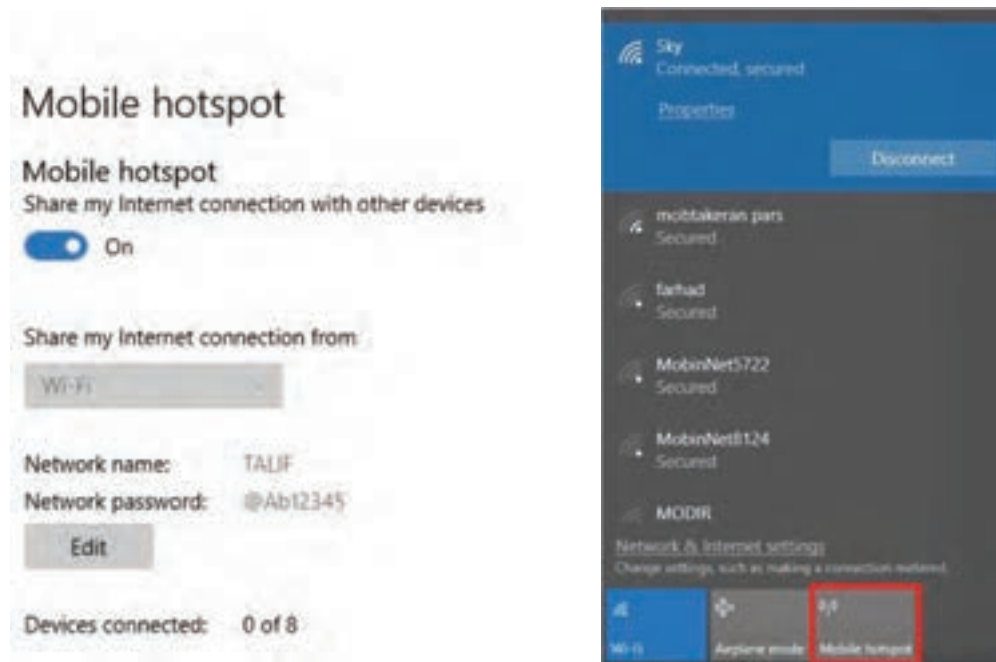 Mobile hotspot
Mobile hotspot
Share my Internet connection with other devices
On
Share my Internet connection from
Wi-Fi
Network name: TALIF
Network password: @Ab12345
Edit
Devices connected: 0 of 8
Sky
Connected, secured
Properties
Disconnect
mobtakeran pars
Secured
farhad
Secured
MobinNet5722
Secured
MobinNet8124
Secured
MODIR
Network & Internet settings
Change settings, such as making a connection metered.
Wi-Fi
Airplane mode
Mobile hotspot